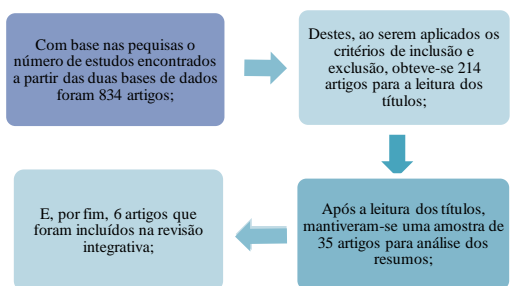 Com base nas pequisas o
número de estudos encontrados
a partir das duas bases de dados
foram 834 artigos;
Destes, ao serem aplicados os
critérios de inclusão e
exclusão, obteve-se 214
artigos para a leitura dos
títulos;
Após a leitura dos títulos,
mantiveram-se uma amostra de
35 artigos para análise dos
resumos;
E, por fim, 6 artigos que
foram incluídos na revisão
integrativa;